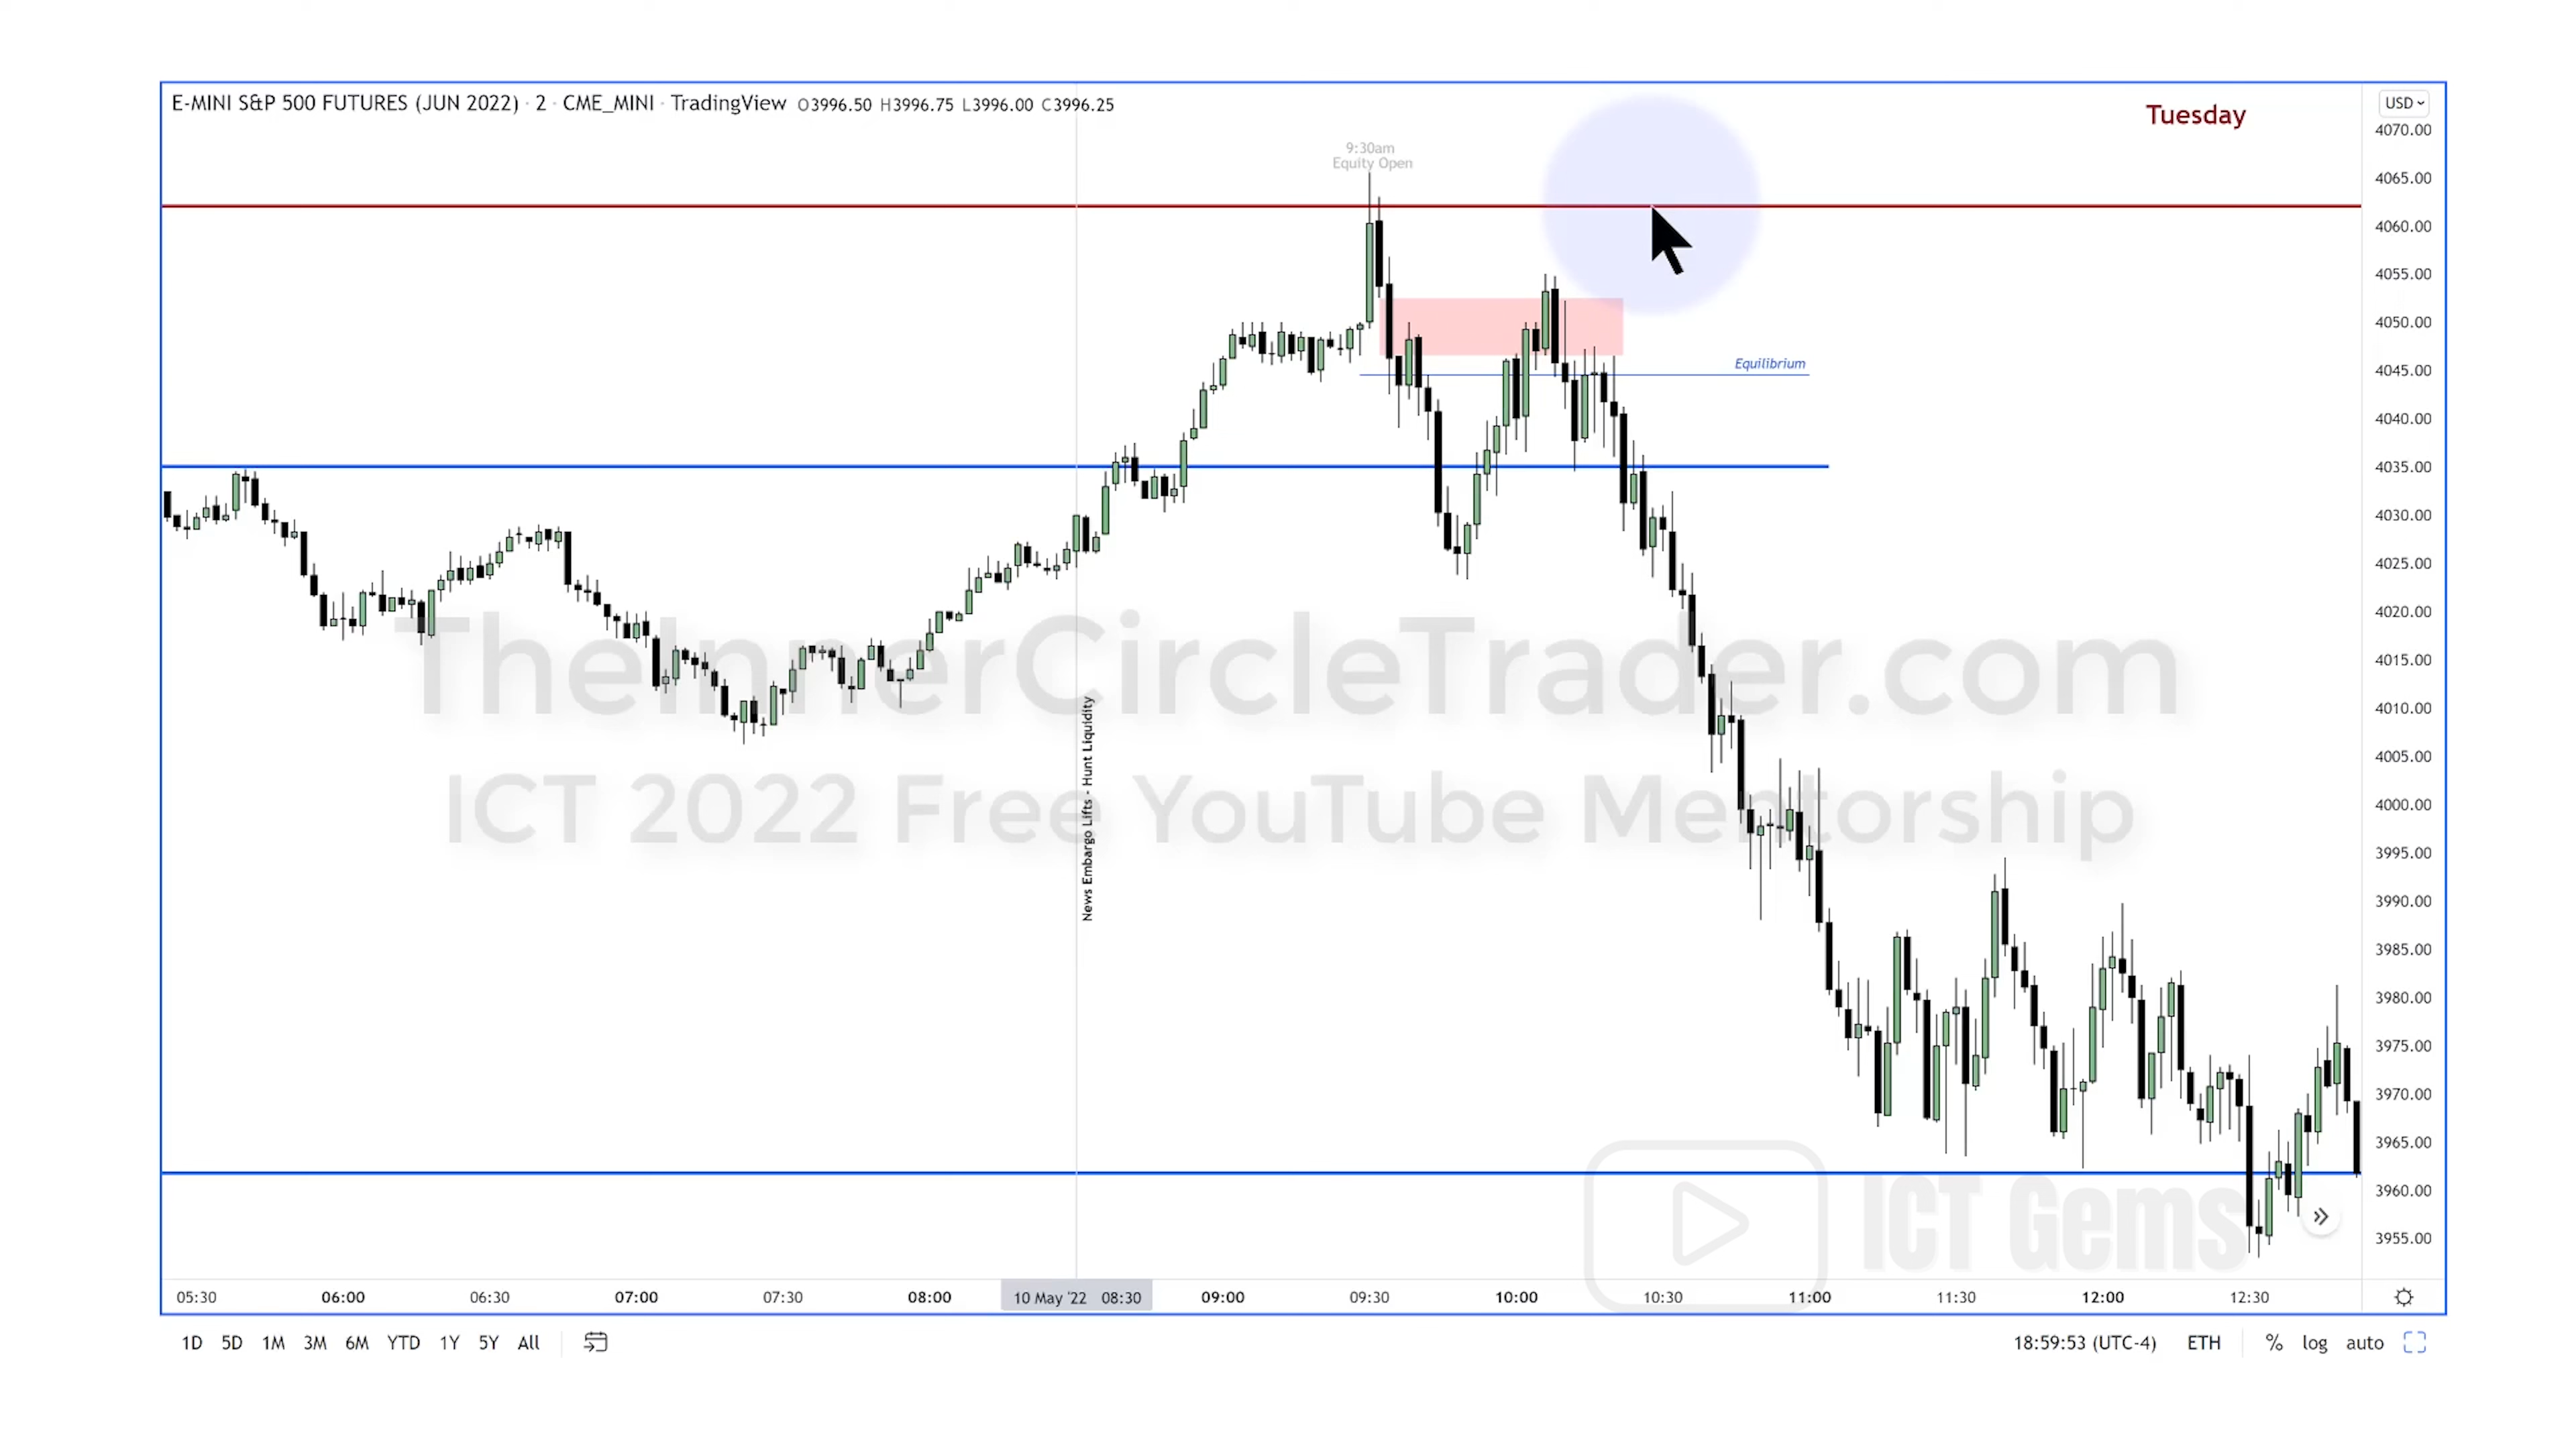 E-MINI S&P 500 FUTURES (JUN 2022) · 2 · CME_MINI · TradingView O3996.50 H3996.75 L3996.00 C3996.25
Tuesday
USD
4070.00
9:30am
Equity Open
4065.00
4060.00
4055.00
4050.00
Equilibrium
4045.00
4040.00
4035.00
4030.00
4025.00
4020.00
TheInnerCircleTrader.com
4015.00
4010.00
News Embargo Lifts - Hunt Liquidity
4005.00
ICT 2022 Free YouTube Mentorship
4000.00
3995.00
3990.00
3985.00
3980.00
3975.00
3970.00
3965.00
3960.00
ICT Gems
3955.00
05:30 06:00 06:30 07:00 07:30 08:00 10 May '22 08:30 09:00 09:30 10:00 10:30 11:00 11:30 12:00 12:30
1D 5D 1M 3M 6M YTD 1Y 5Y All
18:59:53 (UTC-4) ETH % log auto